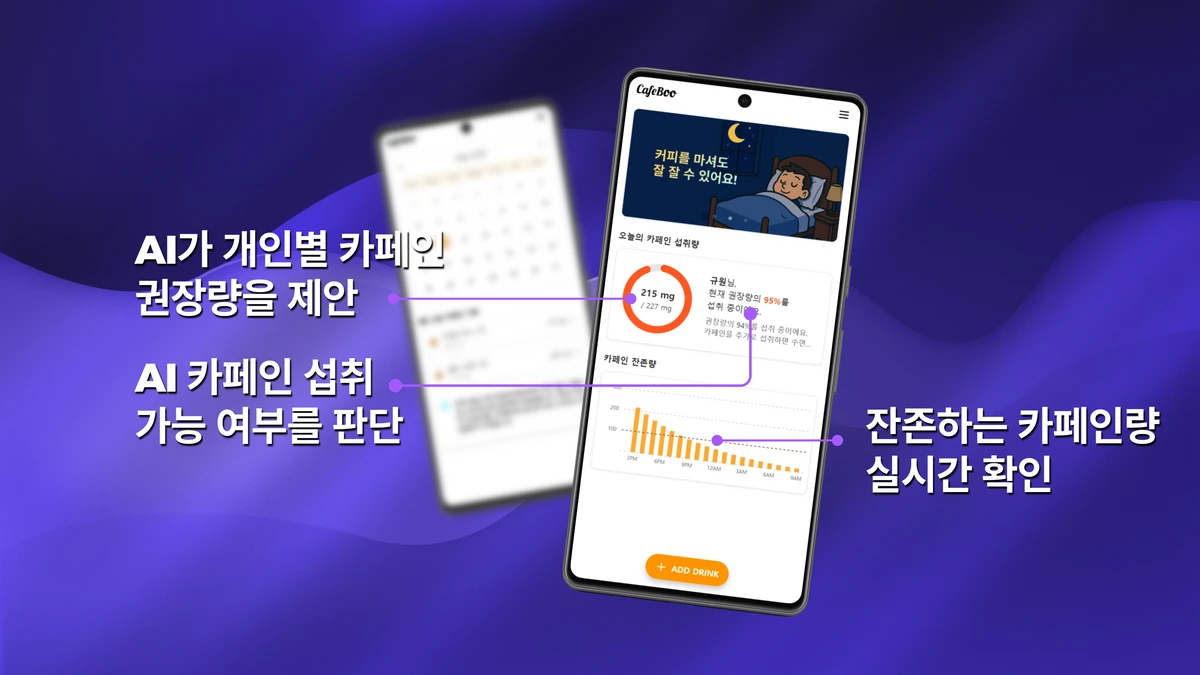 AI가 개인별 카페인
권장량을 제안
AI 카페인 섭취
가능 여부를 판단
CafeBoo
커피를 마셔도
잘 잘 수 있어요!
오늘의 카페인 섭취량
215 mg
/ 227 mg
규원님,
현재 권장량의 95%를
섭취 중이에요.
권장량의 94%를 섭취 중이에요.
카페인을 추가로 섭취하면 수면...
카페인 잔존량
300
200
100
3PM 6PM 9PM 12AM 3AM 6AM 9AM
+ ADD DRINK
잔존하는 카페인량
실시간 확인